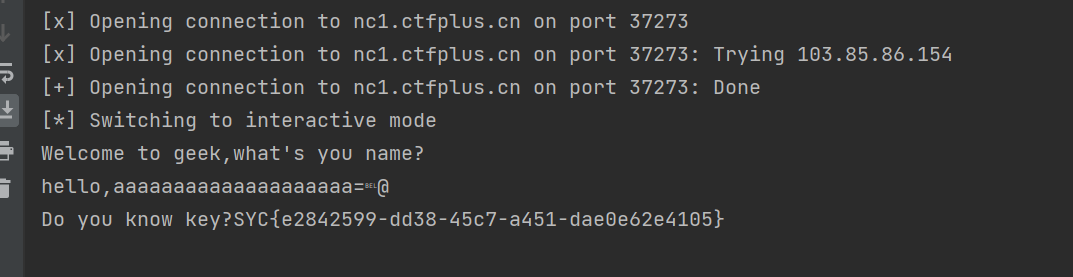 [x] Opening connection to nc1.ctfplus.cn on port 37273
[x] Opening connection to nc1.ctfplus.cn on port 37273: Trying 103.85.86.154
[+] Opening connection to nc1.ctfplus.cn on port 37273: Done
[*] Switching to interactive mode
Welcome to geek,what's you name?
hello,aaaaaaaaaaaaaaaaaaaa=BEL@
Do you know key?SYC{e2842599-dd38-45c7-a451-dae0e62e4105}